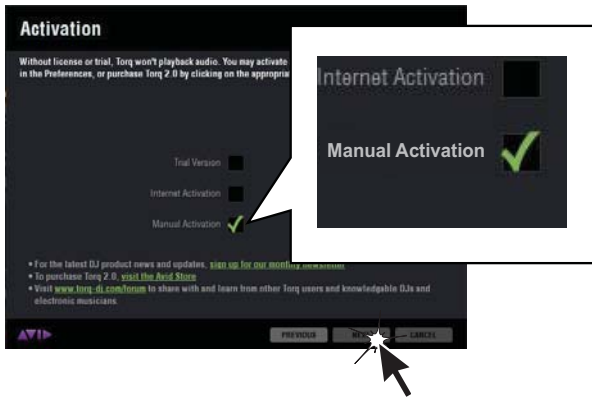 Activation
Without license or trial, Torq won't playback audio. You may activate
in the Preferences, or purchase Torq 2.0 by clicking on the
Trial Version
Internet Activation
Manual Activation
Internet Activation
Manual Activation
• For the latest DJ product news and updates, sign up for our monthly newsletter
• To purchase Torq 2.0, visit the Avid Store
• Visit www.torq-dj.com/forum to share with and learn from other Torq users and knowledgable DJs and
electronic musicians.
AVID
PREVIOUS
CANCEL